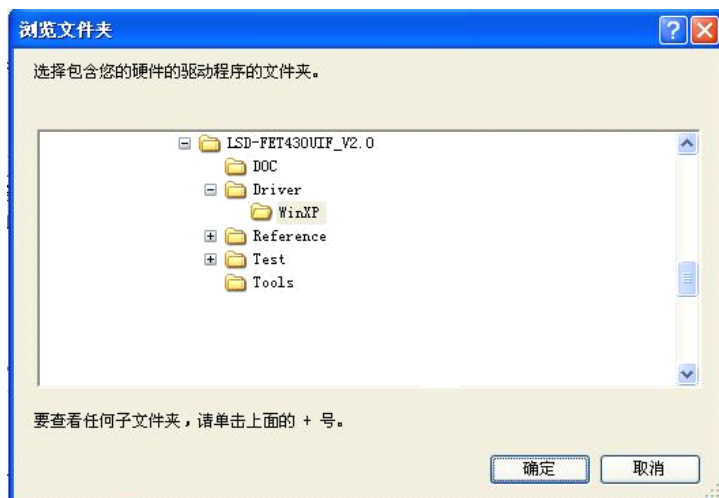 浏览文件夹
选择包含您的硬件的驱动程序的文件夹。
LSD-FET430UIF_V2.0
DOC
Driver
WinXP
Reference
Test
Tools
要查看任何子文件夹，请单击上面的 + 号。
确定 取消